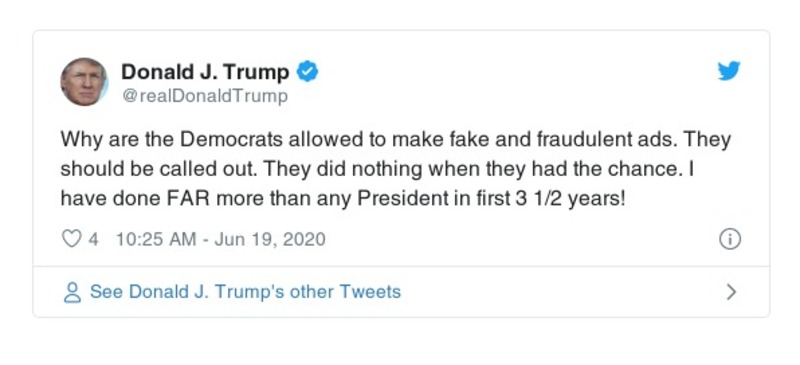 Donald J. Trump
@realDonaldTrump
Why are the Democrats allowed to make fake and fraudulent ads. They
should be called out. They did nothing when they had the chance. I
have done FAR more than any President in first 3 1/2 years!
4 10:25 AM - Jun 19, 2020
See Donald J. Trump's other Tweets